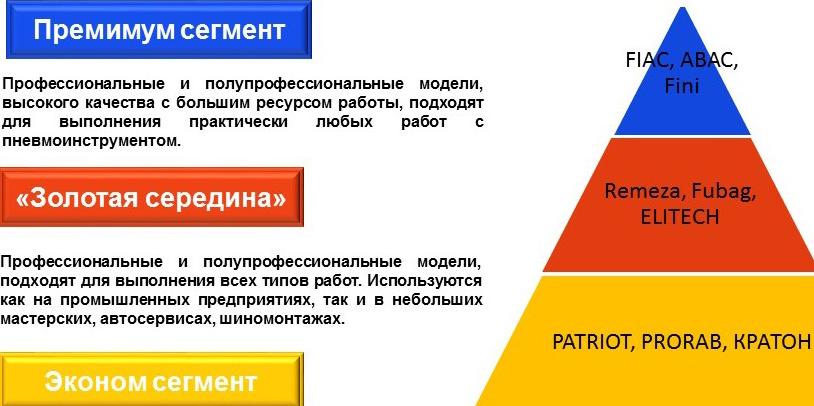 Премимум сегмент
Профессиональные и полупрофессиональные модели,
высокого качества с большим ресурсом работы, подходят
для выполнения практически любых работ с
пневмоинструментом.
«Золотая середина»
Профессиональные и полупрофессиональные модели,
подходят для выполнения всех типов работ. Используются
как на промышленных предприятиях, так и в небольших
мастерских, автосервисах, шиномонтажах.
Эконом сегмент
FIAC, ABAC,
Fini
Remeza, Fubag,
ELITECH
PATRIOT, PRORAB, КРАТОН